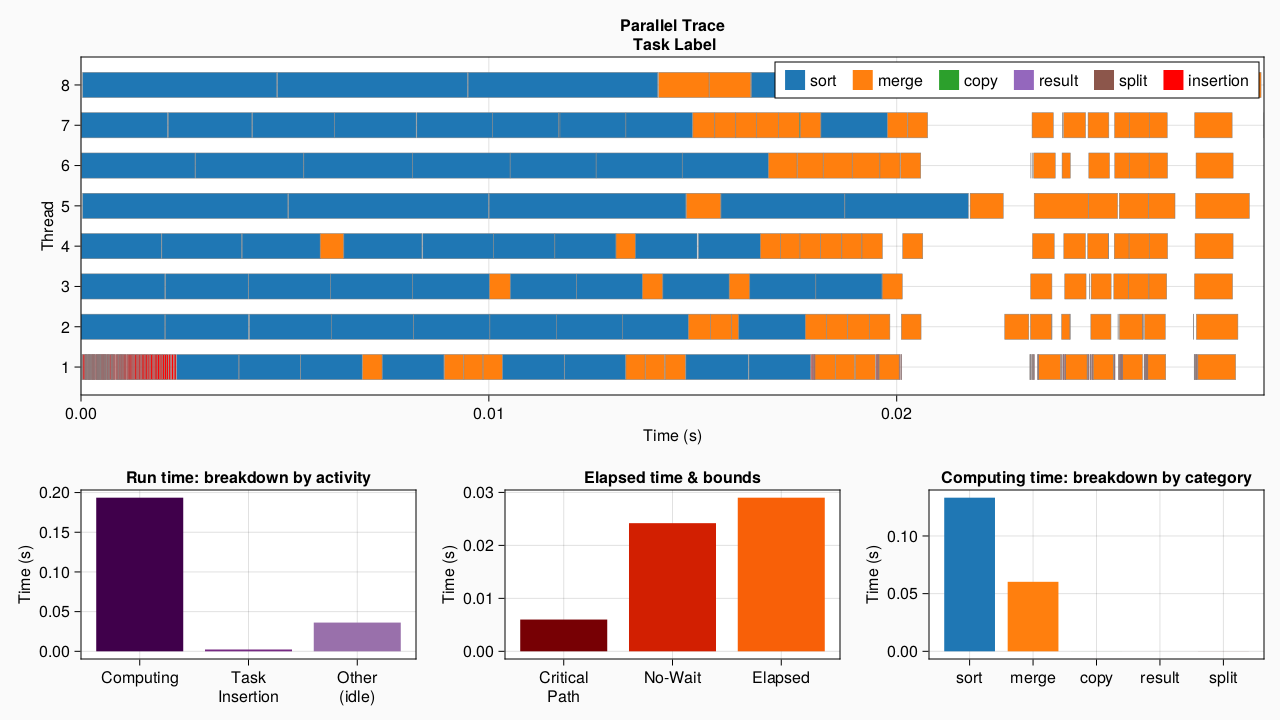 Parallel Trace
Task Label
sort merge copy result split insertion
8
7
6
5
4
3
2
1
Thread
0.00 0.01 0.02
Time (s)
Run time: breakdown by activity
0.20
0.15
0.10
0.05
0.00
Time (s)
Computing Task Insertion Other (idle)
Elapsed time & bounds
0.03
0.02
0.01
0.00
Time (s)
Critical Path No-Wait Elapsed
Computing time: breakdown by category
0.10
0.05
0.00
Time (s)
sort merge copy result split